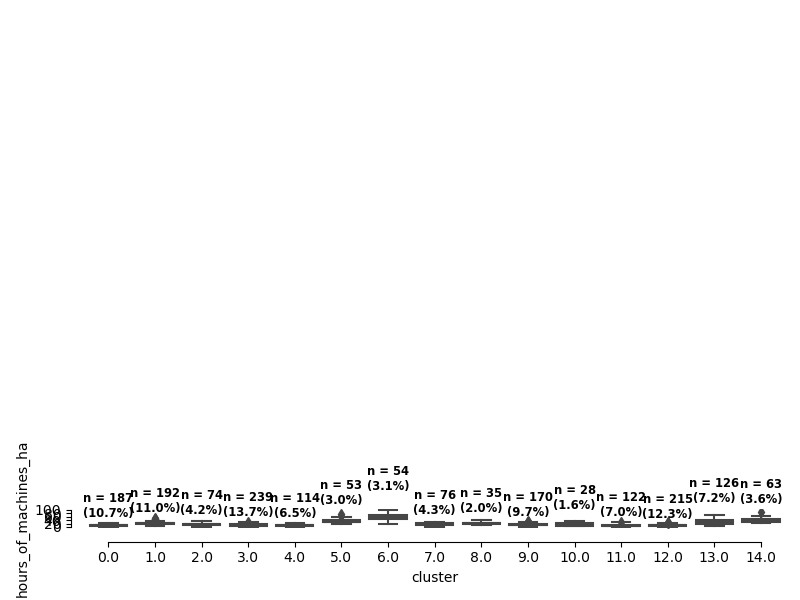 n = 187
(10.7%)
n = 192
(11.0%)
n = 74
(4.2%)
n = 239
(13.7%)
n = 114
(6.5%)
n = 53
(3.0%)
n = 54
(3.1%)
n = 76
(4.3%)
n = 35
(2.0%)
n = 170
(9.7%)
n = 28
(1.6%)
n = 122
(7.0%)
n = 215
(12.3%)
n = 126
(7.2%)
n = 63
(3.6%)
hours_of_machines_ha
100
20
0
0.0 1.0 2.0 3.0 4.0 5.0 6.0 7.0 8.0 9.0 10.0 11.0 12.0 13.0 14.0
cluster